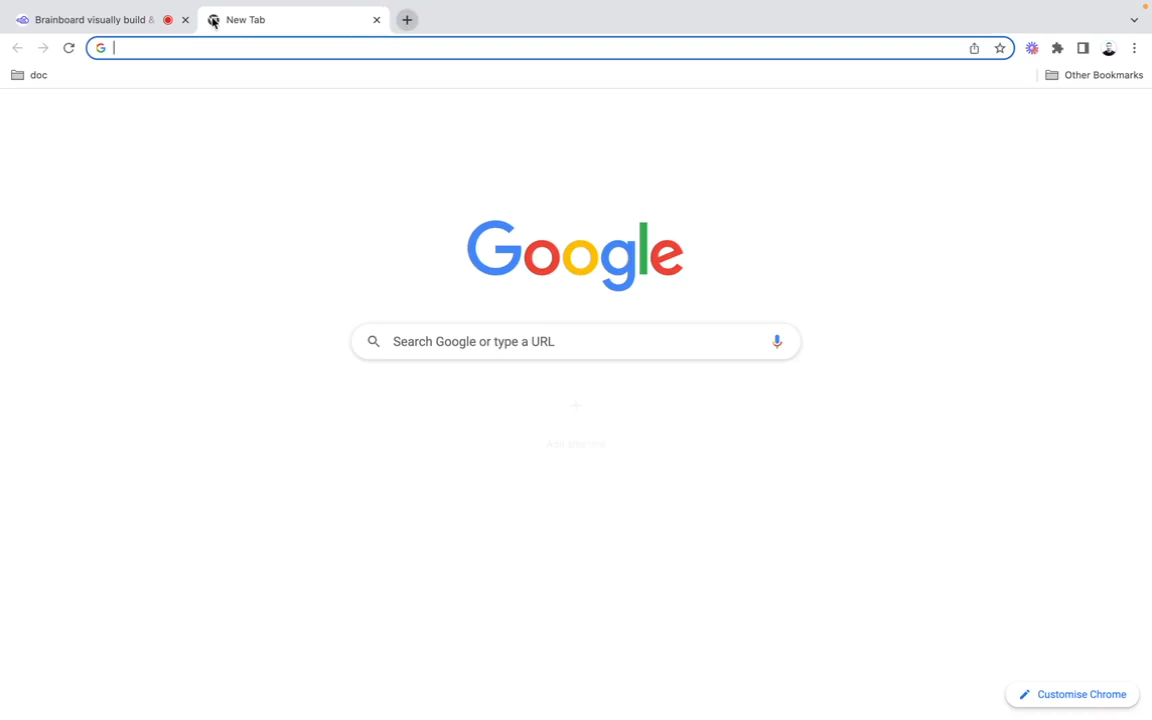 Brainboard visually build &
New Tab
doc
Other Bookmarks
Google
Search Google or type a URL
Add shortcut
Customise Chrome